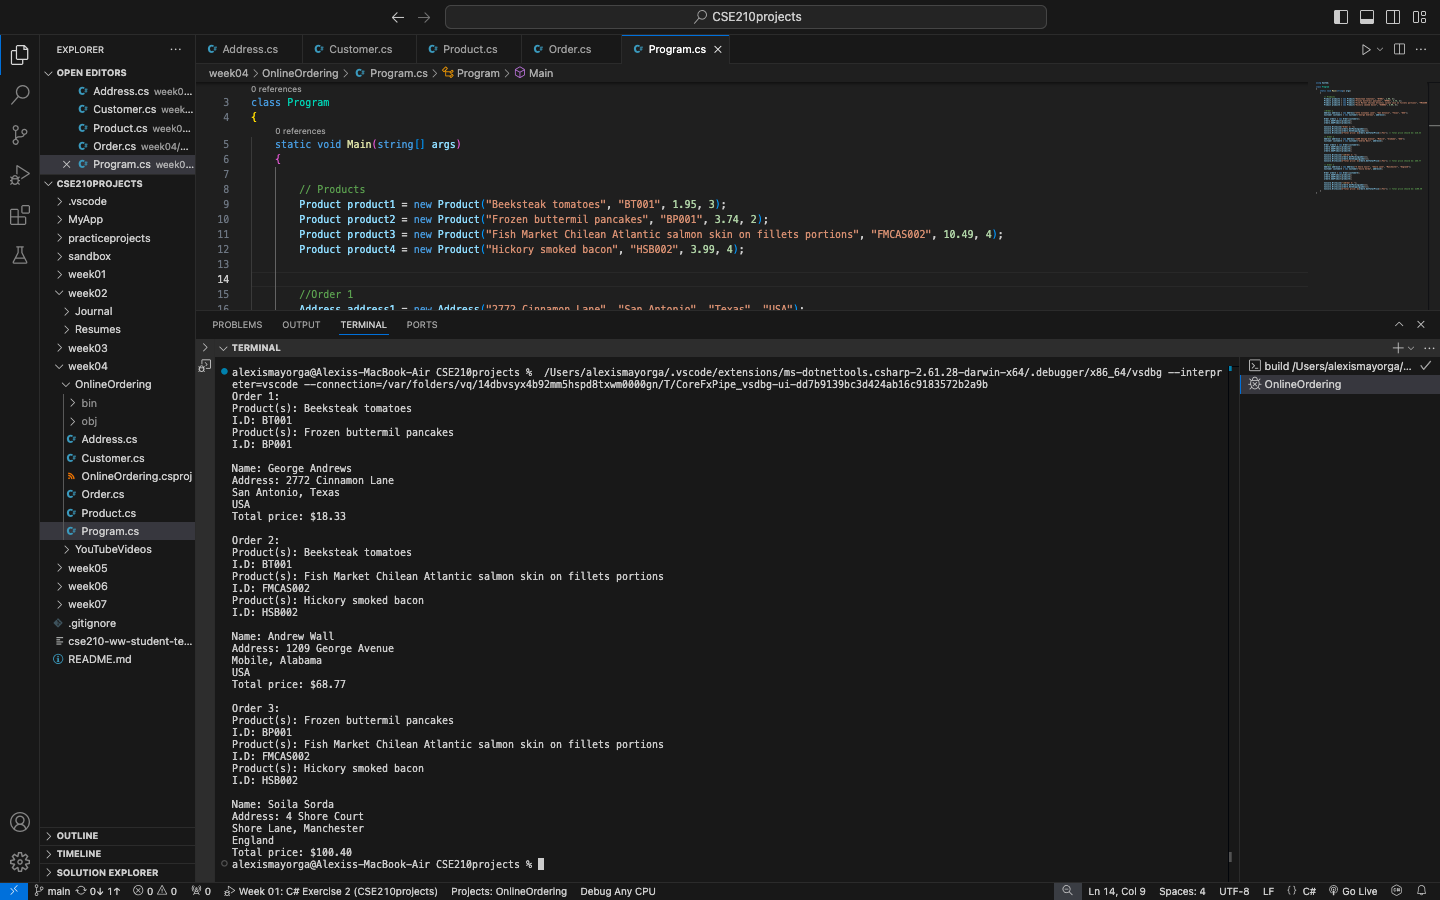 CSE210projects
EXPLORER
OPEN EDITORS
Address.cs week0...
Customer.cs week...
Product.cs week0...
Order.cs week04/...
Program.cs week0...
CSE210PROJECTS
.vscode
MyApp
practiceprojects
sandbox
week01
week02
Journal
Resumes
week03
week04
OnlineOrdering
bin
obj
Address.cs
Customer.cs
OnlineOrdering.csproj
Order.cs
Product.cs
Program.cs
YouTubeVideos
week05
week06
week07
.gitignore
cse210-ww-student-te...
README.md
OUTLINE
TIMELINE
SOLUTION EXPLORER
Address.cs Customer.cs Product.cs Order.cs Program.cs
week04 > OnlineOrdering > Program.cs > Program > Main
0 references
3 class Program
4 {
0 references
5 static void Main(string[] args)
6 {
7
8 // Products
9 Product product1 = new Product("Beeksteak tomatoes", "BT001", 1.95, 3);
10 Product product2 = new Product("Frozen buttermil pancakes", "BP001", 3.74, 2);
11 Product product3 = new Product("Fish Market Chilean Atlantic salmon skin on fillets portions", "FMCAS002", 10.49, 4);
12 Product product4 = new Product("Hickory smoked bacon", "HSB002", 3.99, 4);
13
14
15 //Order 1
16 Address address1 = new Address("2772 Cinnamon Lane", "San Antonio", "Texas", "USA");
PROBLEMS OUTPUT TERMINAL PORTS
TERMINAL
alexismayorga@Alexiss-MacBook-Air CSE210projects % /Users/alexismayorga/.vscode/extensions/ms-dotnettools.csharp-2.61.28-darwin-x64/.debugger/x86_64/vsdbg --interpr
eter=vscode --connection=/var/folders/vq/14dbvsyx4b92mm5hspd8txwm0000gn/T/CoreFxPipe_vsdbg-ui-dd7b9139bc3d424ab16c9183572b2a9b
Order 1:
Product(s): Beeksteak tomatoes
I.D: BT001
Product(s): Frozen buttermil pancakes
I.D: BP001
Name: George Andrews
Address: 2772 Cinnamon Lane
San Antonio, Texas
USA
Total price: $18.33
Order 2:
Product(s): Beeksteak tomatoes
I.D: BT001
Product(s): Fish Market Chilean Atlantic salmon skin on fillets portions
I.D: FMCAS002
Product(s): Hickory smoked bacon
I.D: HSB002
Name: Andrew Wall
Address: 1209 George Avenue
Mobile, Alabama
USA
Total price: $68.77
Order 3:
Product(s): Frozen buttermil pancakes
I.D: BP001
Product(s): Fish Market Chilean Atlantic salmon skin on fillets portions
I.D: FMCAS002
Product(s): Hickory smoked bacon
I.D: HSB002
Name: Soila Sorda
Address: 4 Shore Court
Shore Lane, Manchester
England
Total price: $100.40
alexismayorga@Alexiss-MacBook-Air CSE210projects %
build /Users/alexismayorga/...
OnlineOrdering
main 0↓ 1↑ 0 0 0 Week 01: C# Exercise 2 (CSE210projects) Projects: OnlineOrdering Debug Any CPU Ln 14, Col 9 Spaces: 4 UTF-8 LF {} C# Go Live